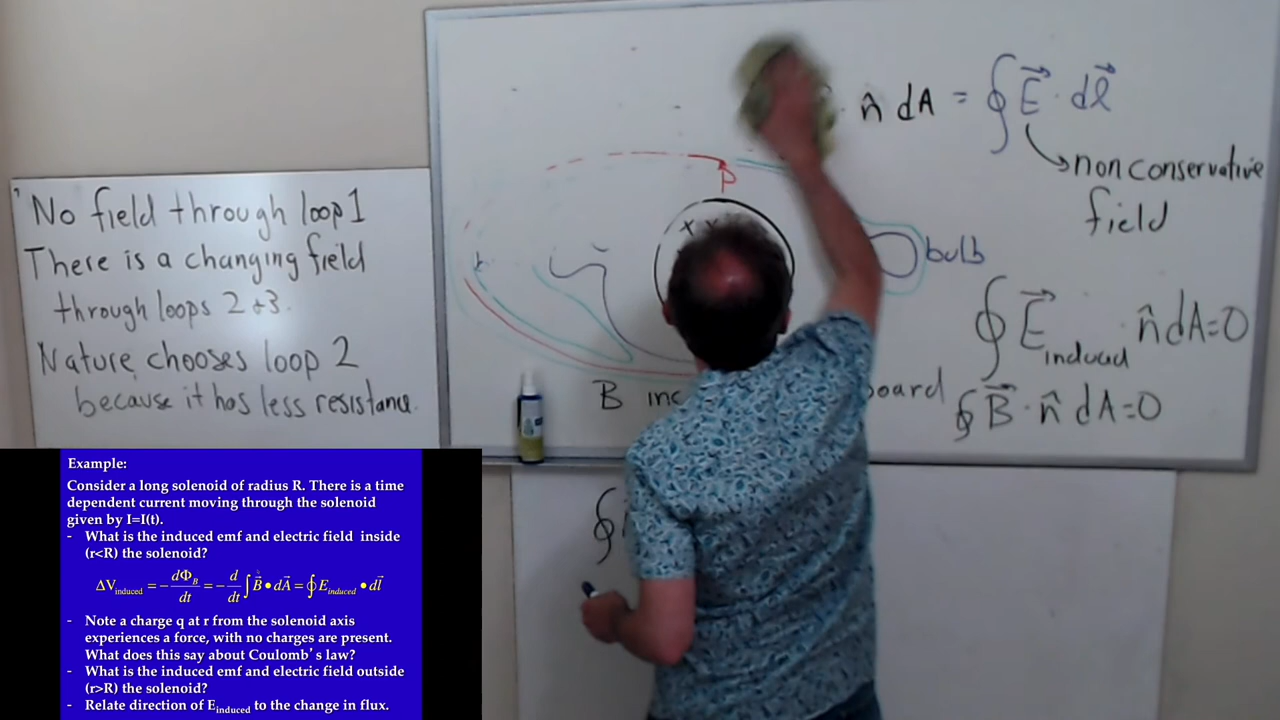 No field through loop 1
There is a changing field
through loops 2+3.
Nature chooses loop 2
because it has less resistance.
n̂ dA = ∮ E⃗ · dl⃗
nonconservative
field
P
x x
bulb
∮ E⃗induced n̂ dA=0
B inc
board
∮ B⃗ · n̂ dA=0
∮
Example:
Consider a long solenoid of radius R. There is a time
dependent current moving through the solenoid
given by I=I(t).
- What is the induced emf and electric field inside
(r<R) the solenoid?
ΔVinduced = − dΦB/dt = − d/dt ∫ B⃗ • dA⃗ = ∮ Einduced • dl⃗
- Note a charge q at r from the solenoid axis
experiences a force, with no charges are present.
What does this say about Coulomb's law?
- What is the induced emf and electric field outside
(r>R) the solenoid?
- Relate direction of Einduced to the change in flux.